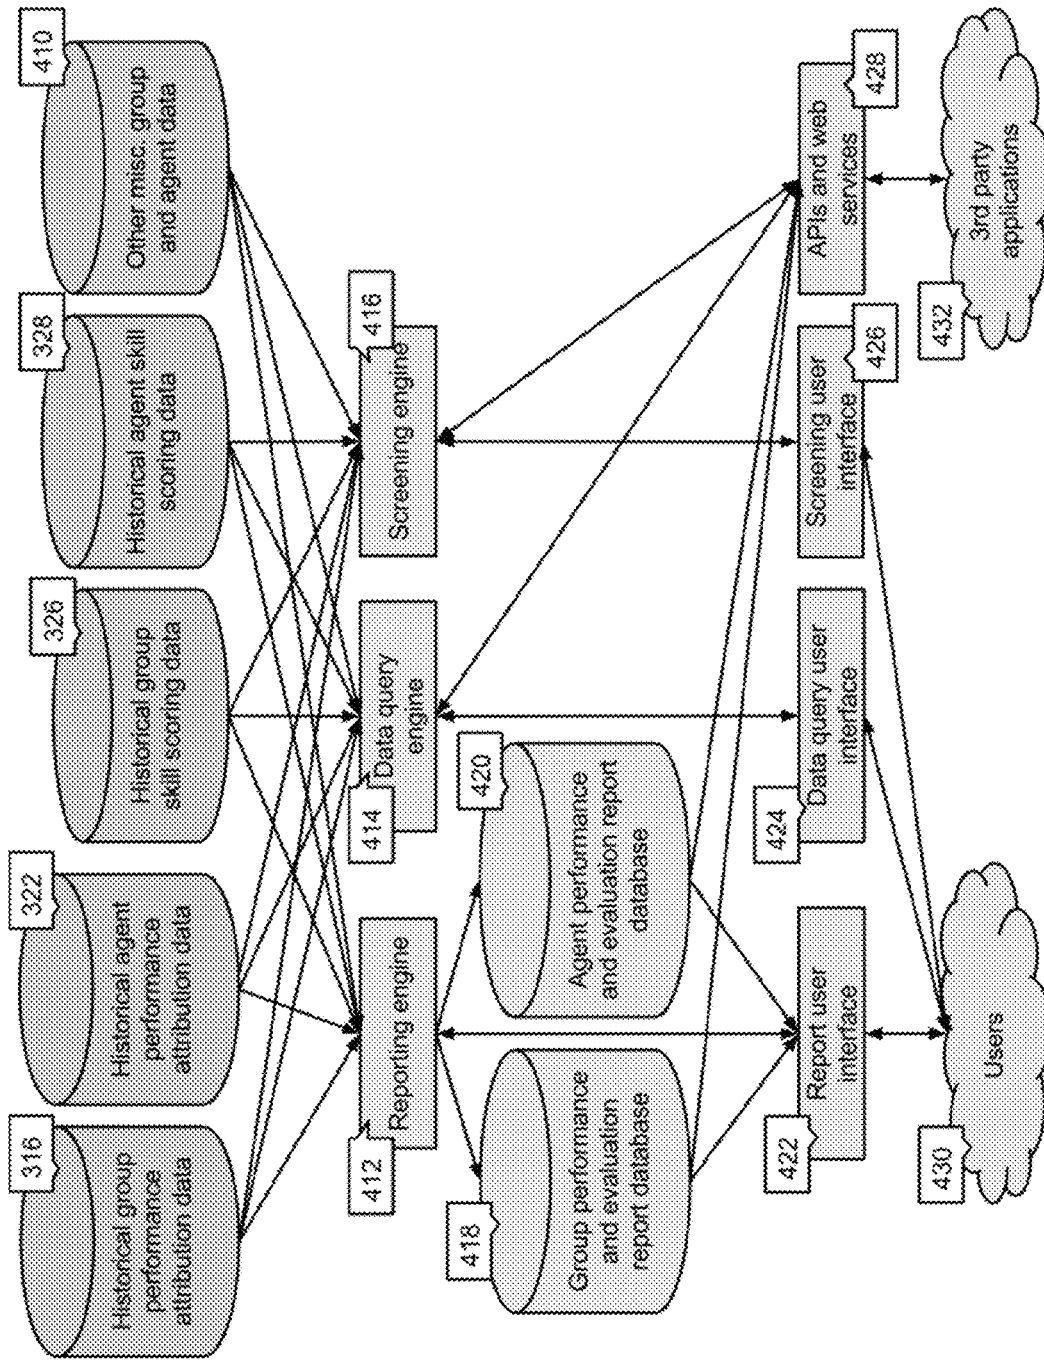 316
Historical group
performance
attribution data
322
Historical agent
performance
attribution data
326
Historical group
skill scoring data
328
Historical agent skill
scoring data
410
Other misc. group
and agent data
412
Reporting engine
414
Data query
engine
416
Screening engine
418
Group performance
and evaluation
report database
420
Agent performance
and evaluation report
database
422
Report user
interface
424
Data query user
interface
Screening user
interface
426
APIs and web
services
428
430
Users
432
3rd party
applications